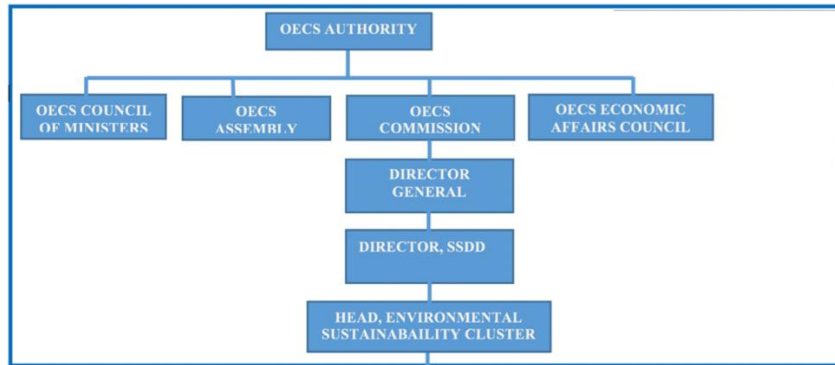 OECS AUTHORITY
OECS COUNCIL
OF MINISTERS
OECS
ASSEMBLY
OECS
COMMISSION
OECS ECONOMIC
AFFAIRS COUNCIL
DIRECTOR
GENERAL
DIRECTOR, SSDD
HEAD, ENVIRONMENTAL
SUSTAINABAILITY CLUSTER